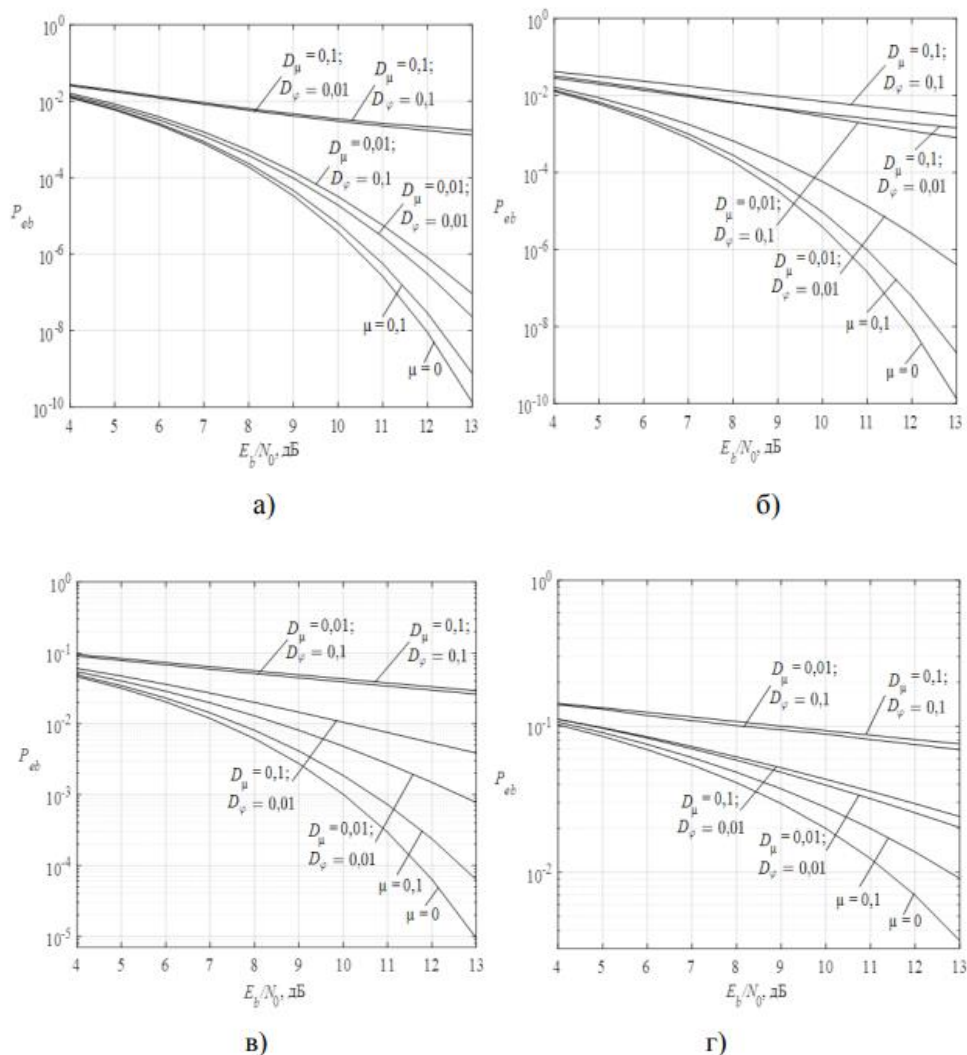 10⁰
10⁻²
10⁻⁴
10⁻⁶
10⁻⁸
10⁻¹⁰
P_eb
D_μ = 0,1;
D_φ = 0,01
D_μ = 0,1;
D_φ = 0,1
D_μ = 0,01;
D_φ = 0,1
D_μ = 0,01;
D_φ = 0,01
μ = 0,1
μ = 0
4 5 6 7 8 9 10 11 12 13
E_b/N_0, дБ
а)
10⁰
10⁻²
10⁻⁴
10⁻⁶
10⁻⁸
10⁻¹⁰
P_eb
D_μ = 0,1;
D_φ = 0,1
D_μ = 0,1;
D_φ = 0,01
D_μ = 0,01;
D_φ = 0,1
D_μ = 0,01;
D_φ = 0,01
μ = 0,1
μ = 0
4 5 6 7 8 9 10 11 12 13
E_b/N_0, дБ
б)
10⁰
10⁻¹
10⁻²
10⁻³
10⁻⁴
10⁻⁵
P_eb
D_μ = 0,01;
D_φ = 0,1
D_μ = 0,1;
D_φ = 0,1
D_μ = 0,1;
D_φ = 0,01
D_μ = 0,01;
D_φ = 0,01
μ = 0,1
μ = 0
4 5 6 7 8 9 10 11 12 13
E_b/N_0, дБ
в)
10⁰
10⁻¹
10⁻²
P_eb
D_μ = 0,01;
D_φ = 0,1
D_μ = 0,1;
D_φ = 0,1
D_μ = 0,1;
D_φ = 0,01
D_μ = 0,01;
D_φ = 0,01
μ = 0,1
μ = 0
4 5 6 7 8 9 10 11 12 13
E_b/N_0, дБ
г)